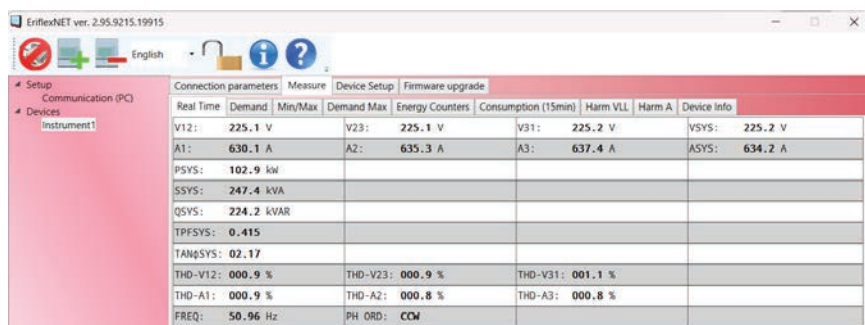 EriflexNET ver. 2.95.9215.19915
English
Setup
Communication (PC)
Devices
Instrument1
Connection parameters Measure Device Setup Firmware upgrade
Real Time Demand Min/Max Demand Max Energy Counters Consumption (15min) Harm VLL Harm A Device Info
V12: 225.1 V V23: 225.1 V V31: 225.2 V VSYS: 225.2 V
A1: 630.1 A A2: 635.3 A A3: 637.4 A ASYS: 634.2 A
PSYS: 102.9 kW
SSYS: 247.4 kVA
QSYS: 224.2 kVAR
TPFSYS: 0.415
TANφSYS: 02.17
THD-V12: 000.9 % THD-V23: 000.9 % THD-V31: 001.1 %
THD-A1: 000.9 % THD-A2: 000.8 % THD-A3: 000.8 %
FREQ: 50.96 Hz PH ORD: CCW